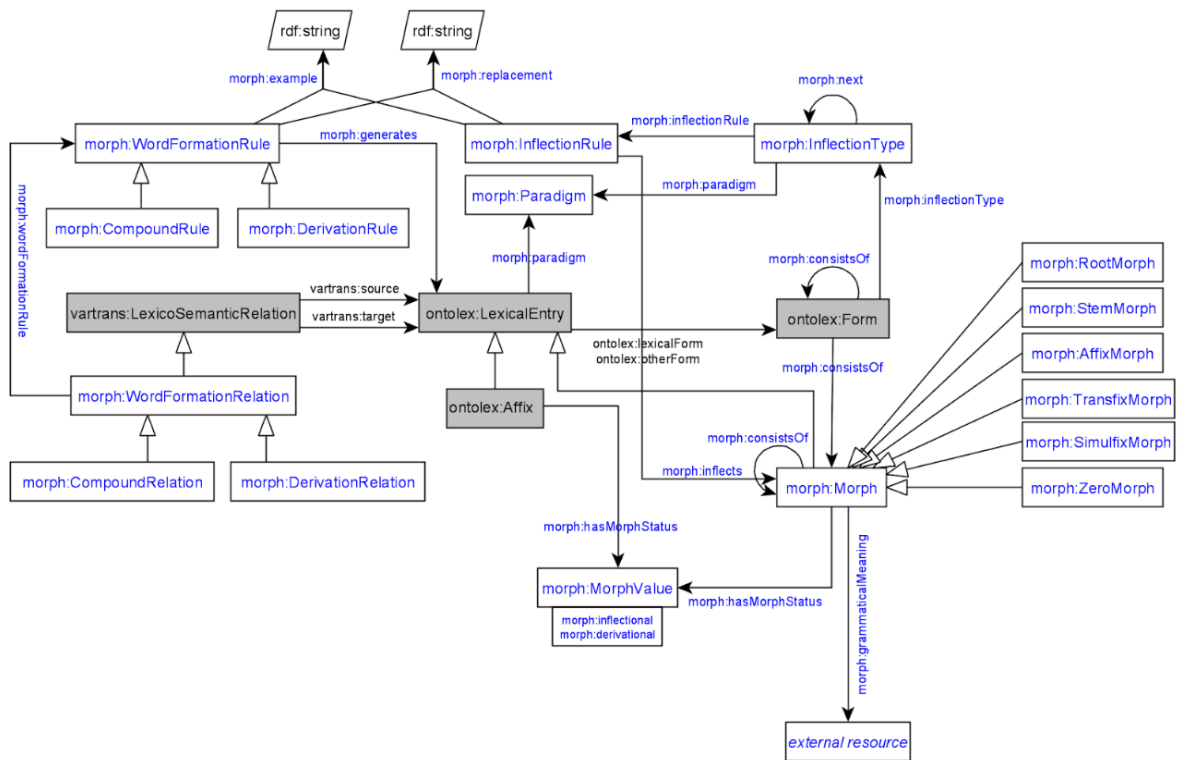 rdf:string
rdf:string
morph:example
morph:replacement
morph:next
morph:WordFormationRule
morph:generates
morph:InflectionRule
morph:inflectionRule
morph:InflectionType
morph:Paradigm
morph:paradigm
morph:inflectionType
morph:wordFormationRule
morph:CompoundRule
morph:DerivationRule
morph:paradigm
morph:consistsOf
morph:RootMorph
vartrans:LexicoSemanticRelation
vartrans:source
vartrans:target
ontolex:LexicalEntry
ontolex:lexicalForm
ontolex:otherForm
ontolex:Form
morph:StemMorph
morph:AffixMorph
morph:consistsOf
morph:WordFormationRelation
ontolex:Affix
morph:TransfixMorph
morph:consistsOf
morph:SimulfixMorph
morph:CompoundRelation
morph:DerivationRelation
morph:inflects
morph:Morph
morph:ZeroMorph
morph:hasMorphStatus
morph:MorphValue
morph:inflectional
morph:derivational
morph:hasMorphStatus
morph:grammaticalMeaning
external resource